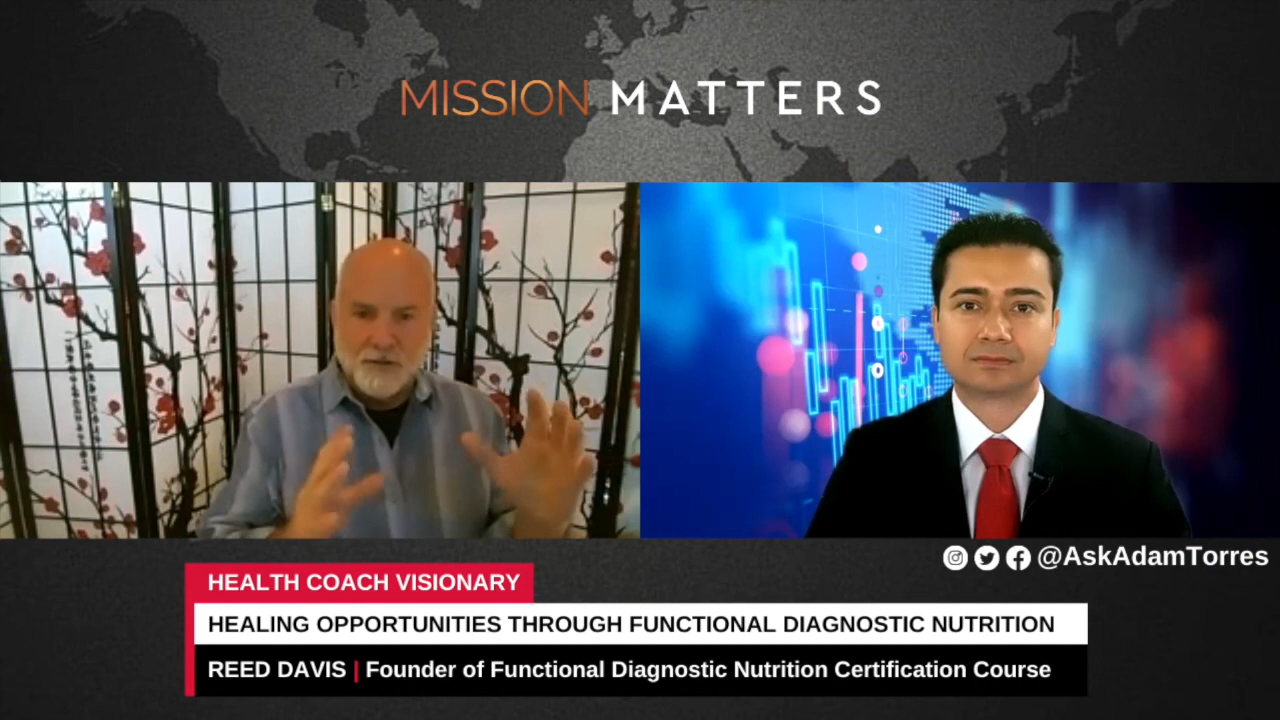 MISSION MATTERS
@AskAdamTorres
HEALTH COACH VISIONARY
HEALING OPPORTUNITIES THROUGH FUNCTIONAL DIAGNOSTIC NUTRITION
REED DAVIS | Founder of Functional Diagnostic Nutrition Certification Course